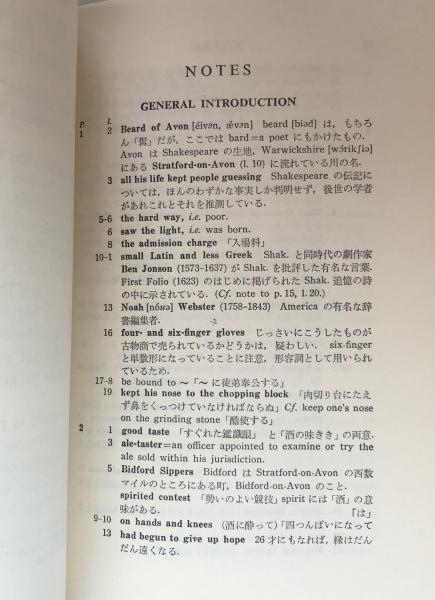 NOTES
GENERAL INTRODUCTION
P. l.
1 2 Beard of Avon [éivən, ǽvən] beard [biəd] は，もちろ
ん「髯」だが，ここでは bard=a poet にもかけたもの．
Avon は Shakespeare の生地，Warwickshire [wɔ́rikʃiə]
にある Stratford-on-Avon (l. 10) に流れている川の名．
3 all his life kept people guessing Shakespeare の伝記に
ついては，ほんのわずかな事実しか判明せず，後世の学者
があれこれとそれを推測している．
5-6 the hard way, i.e. poor.
6 saw the light, i.e. was born.
8 the admission charge 「入場料」
10-1 small Latin and less Greek Shak. と同時代の劇作家
Ben Jonson (1573-1637) が Shak. を批評した有名な言葉．
First Folio (1623) のはじめに掲げられた Shak. 追憶の詩
の中に示されている．(Cf. note to p. 15, l. 20.)
13 Noah [nóuə] Webster (1758-1843) America の有名な辞
書編集者．
16 four- and six-finger gloves じっさいにこうしたものが
古物商で売られているかどうかは，疑わしい． six-finger
と単数形になっていることに注意，形容詞として用いられ
ているため．
17-8 be bound to ～「～に徒弟奉公する」
19 kept his nose to the chopping block 「肉切り台にたえ
ず鼻をくっつけていなければならぬ」Cf. keep one's nose
on the grinding stone「酷使する」
2 1 good taste 「すぐれた鑑識眼」 と「酒の味きき」の両意．
3 ale-taster=an officer appointed to examine or try the
ale sold within his jurisdiction.
5 Bidford Sippers Bidford は Stratford-on-Avon の西数
マイルのところにある町，Bidford-on-Avon のこと．
spirited contest 「勢いのよい競技」spirit には「酒」の意
味がある． 「は」
9-10 on hands and knees (酒に酔って)「四つんばいになって
13 had begun to give up hope 26才にもなれば，縁はだん
だん遠くなる．